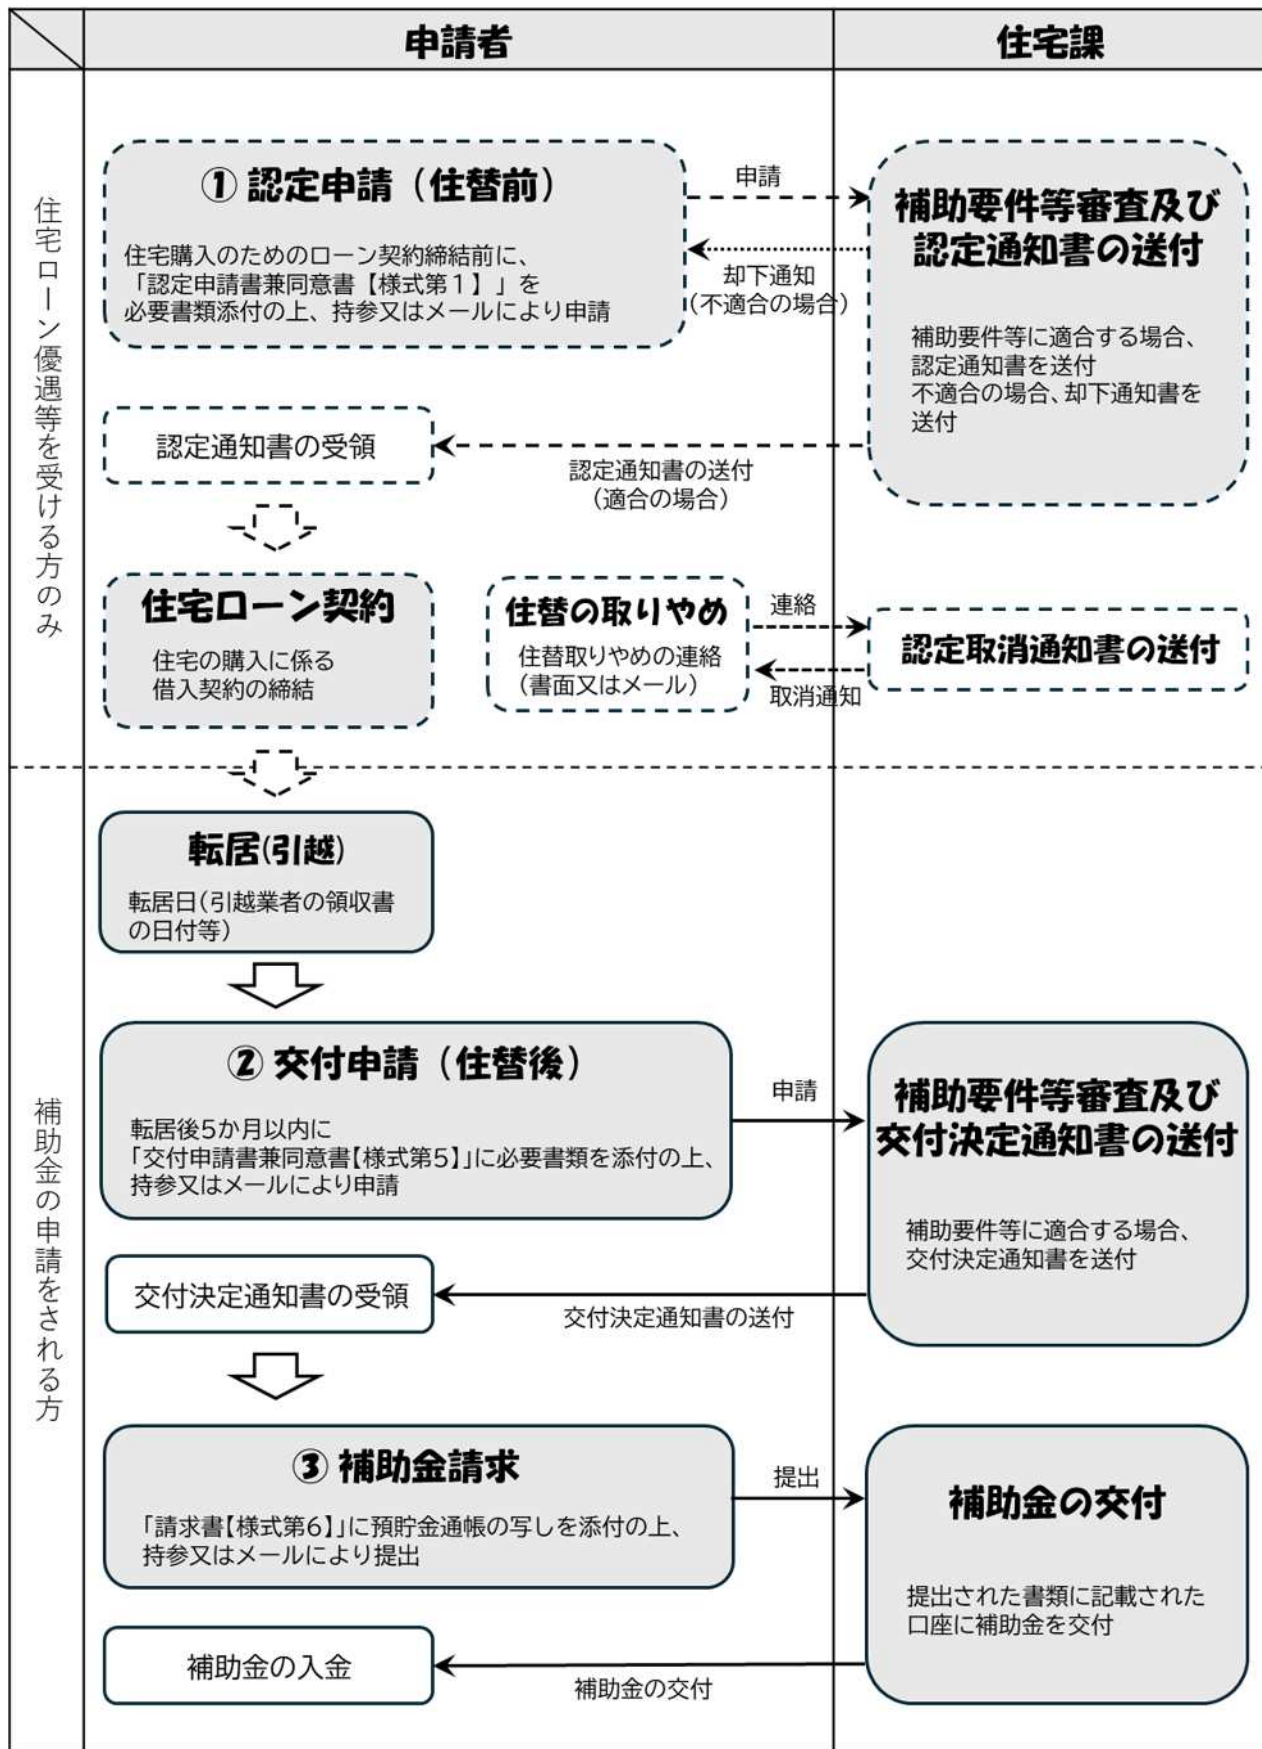 申請者
住宅課
住宅ローン優遇等を受ける方のみ
① 認定申請（住替前）
住宅購入のためのローン契約締結前に、
「認定申請書兼同意書【様式第１】」を
必要書類添付の上、持参又はメールにより申請
申請
却下通知
（不適合の場合）
補助要件等審査及び
認定通知書の送付
補助要件等に適合する場合、
認定通知書を送付
不適合の場合、却下通知書を
送付
認定通知書の受領
認定通知書の送付
（適合の場合）
住宅ローン契約
住宅の購入に係る
借入契約の締結
住替の取りやめ
住替取りやめの連絡
（書面又はメール）
連絡
取消通知
認定取消通知書の送付
補助金の申請をされる方
転居(引越)
転居日(引越業者の領収書
の日付等)
② 交付申請（住替後）
転居後5か月以内に
「交付申請書兼同意書【様式第5】」に必要書類を添付の上、
持参又はメールにより申請
申請
補助要件等審査及び
交付決定通知書の送付
補助要件等に適合する場合、
交付決定通知書を送付
交付決定通知書の受領
交付決定通知書の送付
③ 補助金請求
「請求書【様式第6】」に預貯金通帳の写しを添付の上、
持参又はメールにより提出
提出
補助金の交付
提出された書類に記載された
口座に補助金を交付
補助金の入金
補助金の交付